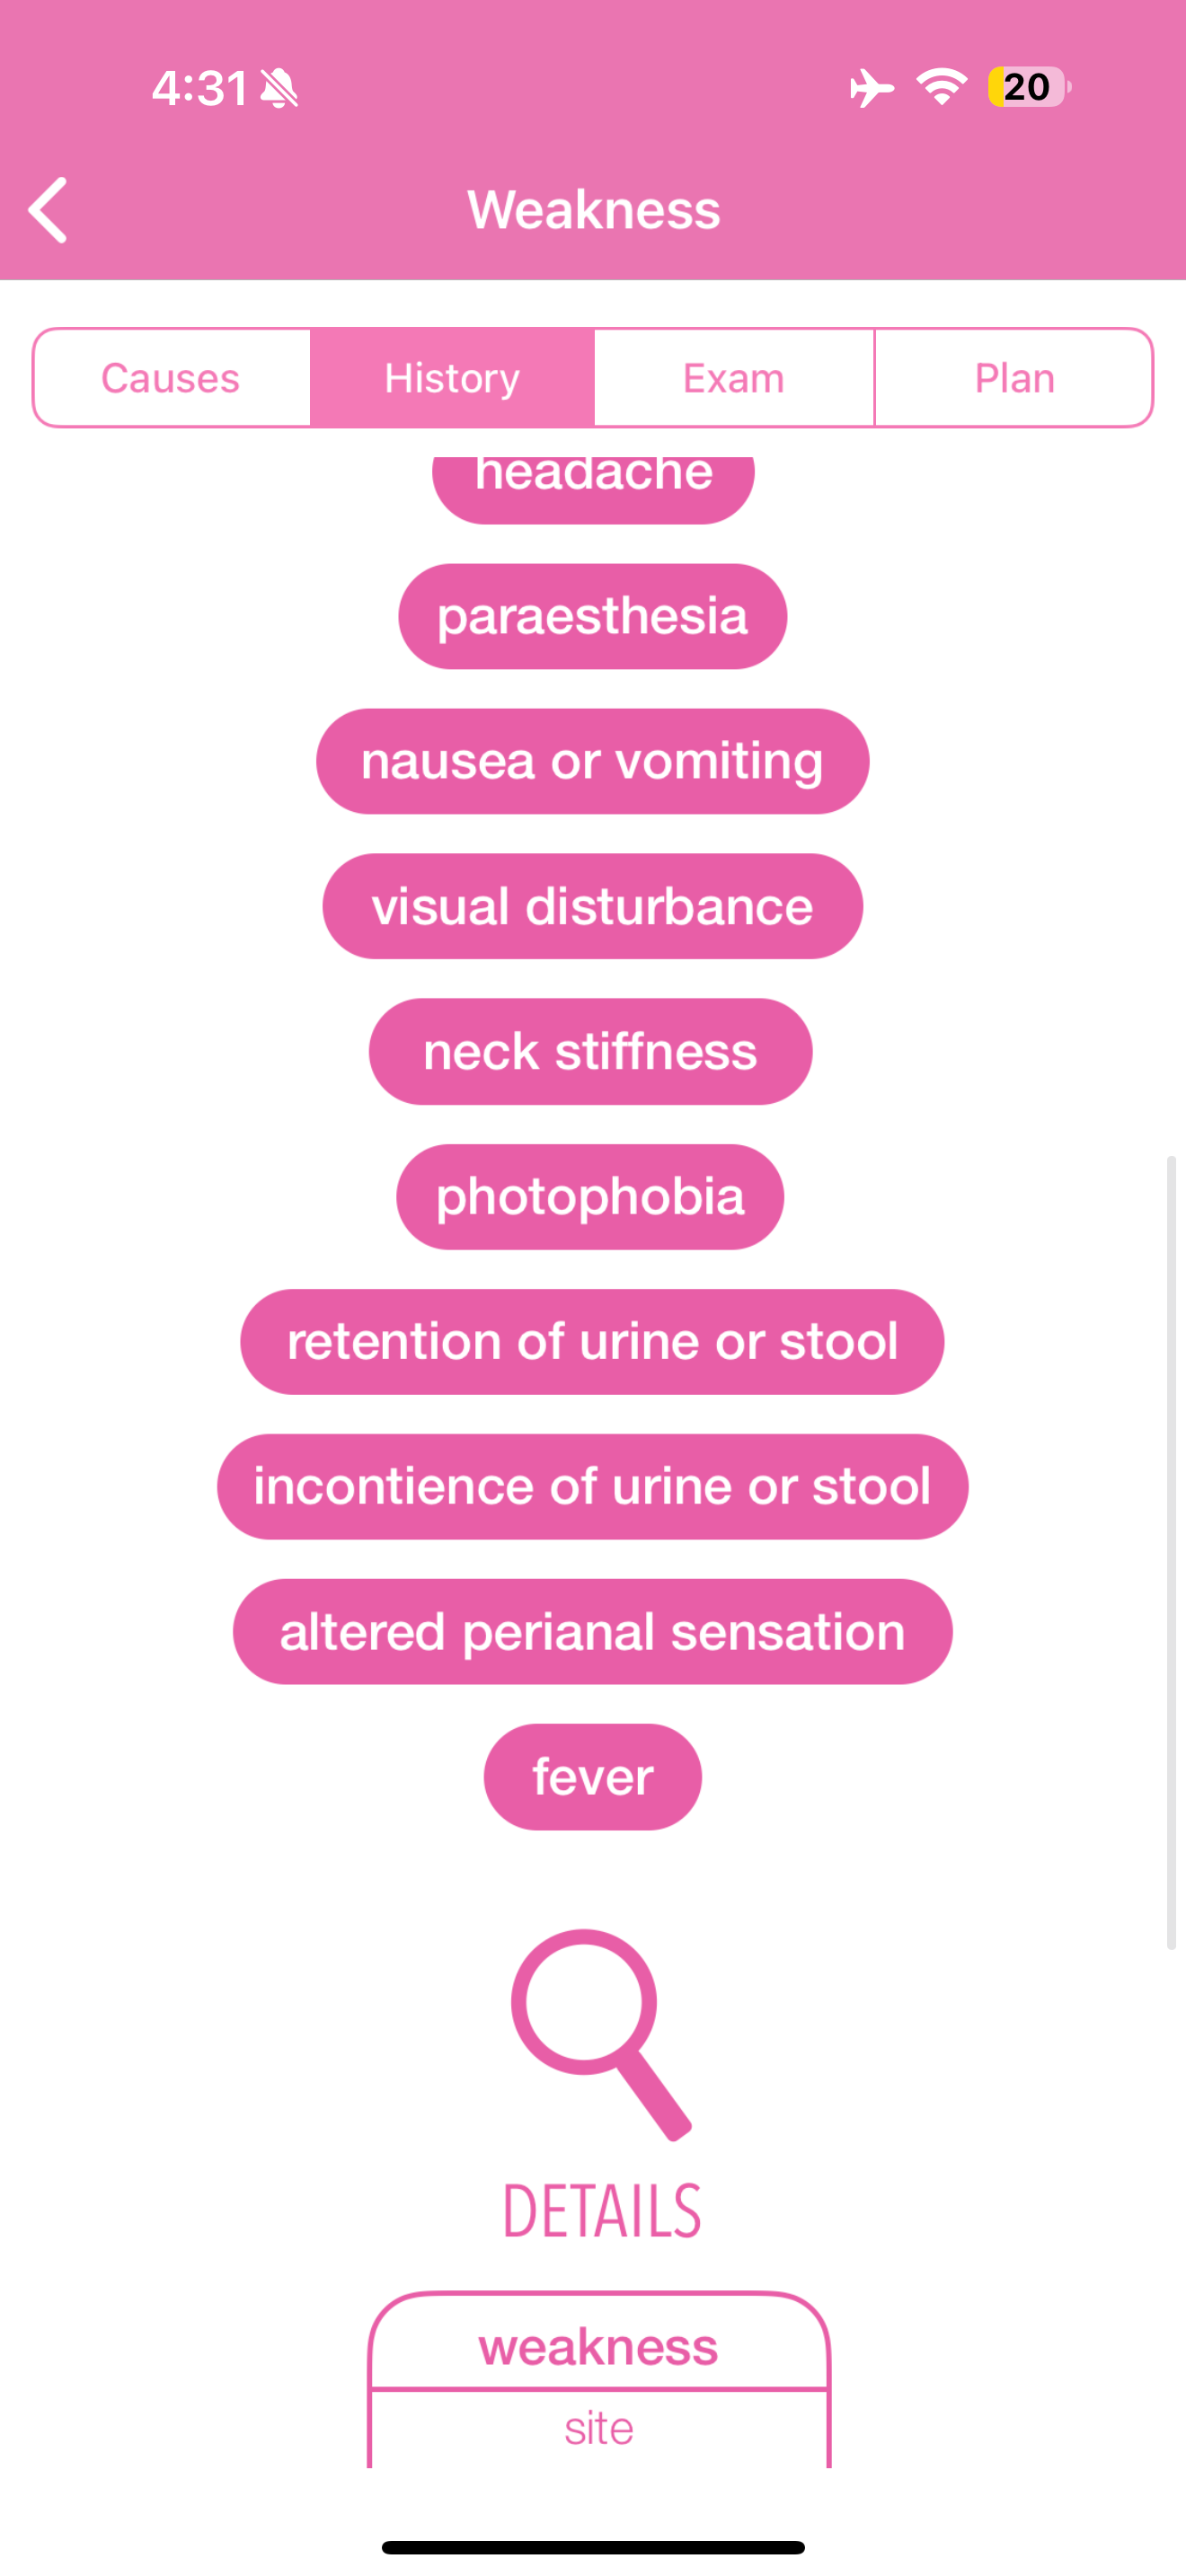 4:31
20
Weakness
Causes History Exam Plan
headache
paraesthesia
nausea or vomiting
visual disturbance
neck stiffness
photophobia
retention of urine or stool
incontience of urine or stool
altered perianal sensation
fever
DETAILS
weakness
site